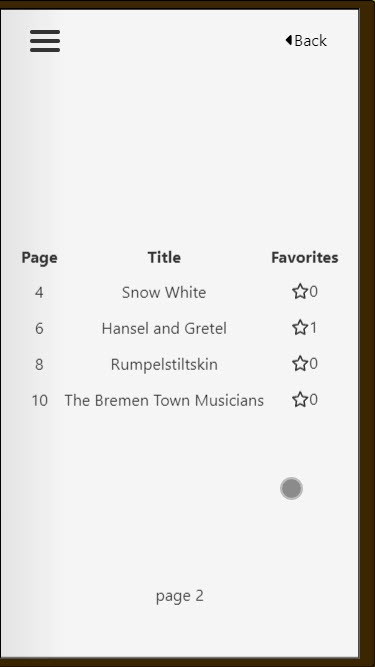 Back
Page Title Favorites
4 Snow White 0
6 Hansel and Gretel 1
8 Rumpelstiltskin 0
10 The Bremen Town Musicians 0
page 2